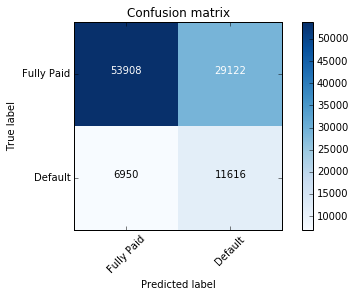 Confusion matrix
Fully Paid
Default
True label
53908
29122
6950
11616
Fully Paid
Default
Predicted label
50000
45000
40000
35000
30000
25000
20000
15000
10000